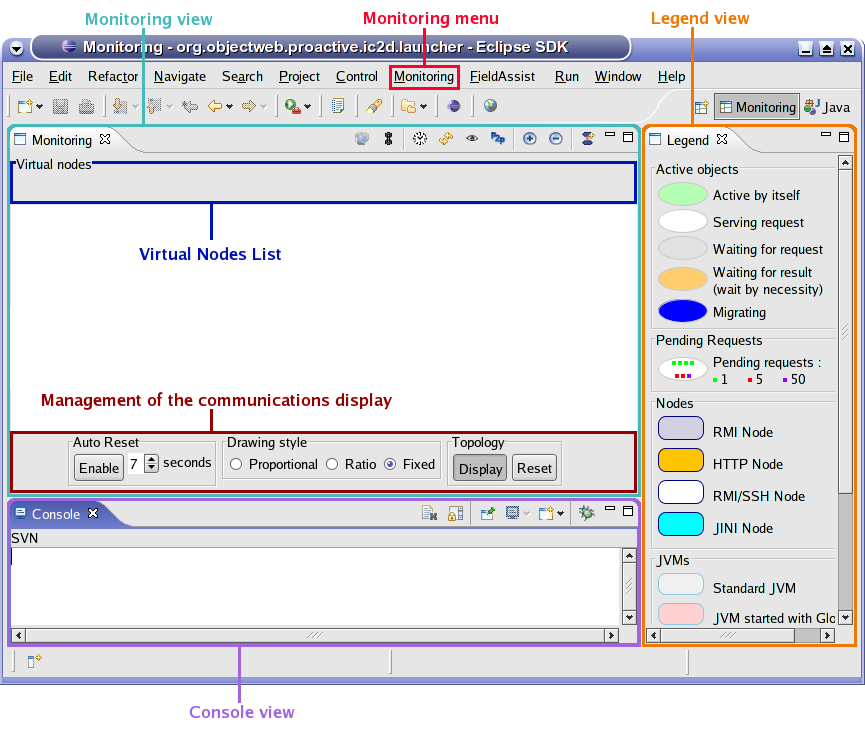 Monitoring view
Monitoring menu
Legend view
Monitoring - org.objectweb.proactive.ic2d.launcher - Eclipse SDK
File Edit Refactor Navigate Search Project Control Monitoring FieldAssist Run Window Help
Monitoring Java
Monitoring
P2P
Virtual nodes
Virtual Nodes List
Management of the communications display
Auto Reset
Enable 7 seconds
Drawing style
Proportional Ratio Fixed
Topology
Display Reset
Legend
Active objects
Active by itself
Serving request
Waiting for request
Waiting for result
(wait by necessity)
Migrating
Pending Requests
Pending requests :
1 5 50
Nodes
RMI Node
HTTP Node
RMI/SSH Node
JINI Node
JVMs
Standard JVM
JVM started with Glo
Console
SVN
Console view